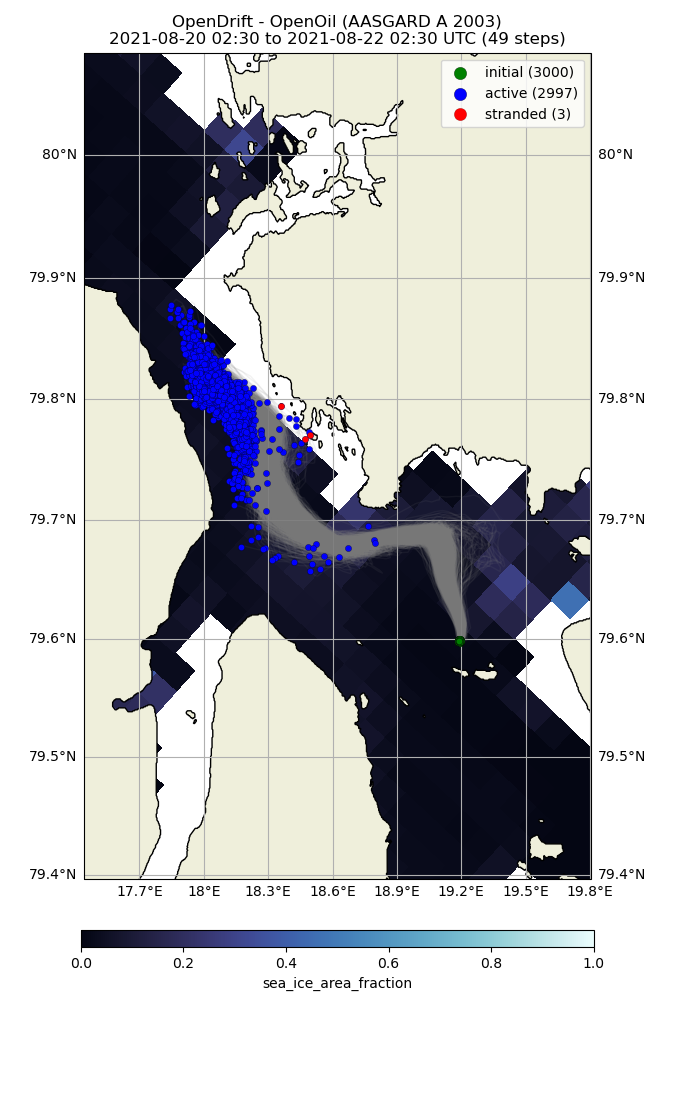 OpenDrift - OpenOil (AASGARD A 2003)
2021-08-20 02:30 to 2021-08-22 02:30 UTC (49 steps)
initial (3000)
active (2997)
stranded (3)
80°N 80°N
79.9°N 79.9°N
79.8°N 79.8°N
79.7°N 79.7°N
79.6°N 79.6°N
79.5°N 79.5°N
79.4°N 79.4°N
17.7°E 18°E 18.3°E 18.6°E 18.9°E 19.2°E 19.5°E 19.8°E
0.0 0.2 0.4 0.6 0.8 1.0
sea_ice_area_fraction